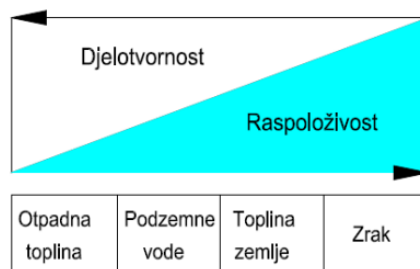 Djelotvornost
Raspoloživost
Otpadna
toplina
Podzemne
vode
Toplina
zemlje
Zrak